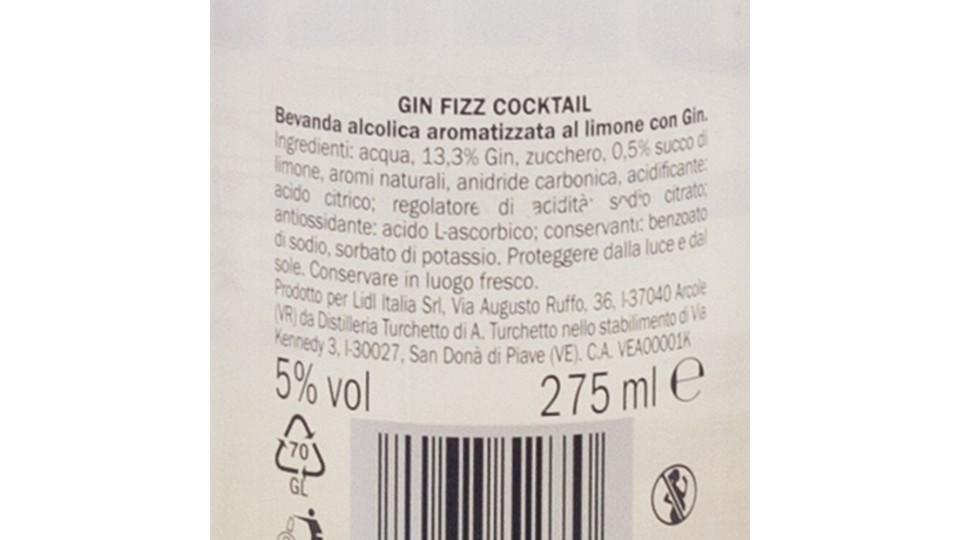 GIN FIZZ COCKTAIL
Bevanda alcolica aromatizzata al limone con Gin.
Ingredienti: acqua, 13,3% Gin, zucchero, 0,5% succo di
limone, aromi naturali, anidride carbonica, acidificante:
acido citrico; regolatore di acidità: sodio citrato;
antiossidante: acido L-ascorbico; conservanti: benzoato
di sodio, sorbato di potassio. Proteggere dalla luce e dal
sole. Conservare in luogo fresco.
Prodotto per Lidl Italia Srl, Via Augusto Ruffo, 36, I-37040 Arcole
(VR) da Distilleria Turchetto di A. Turchetto nello stabilimento di Via
Kennedy 3, I-30027, San Donà di Piave (VE). C.A. VEA00001K
5% vol 275 ml e
70
GL